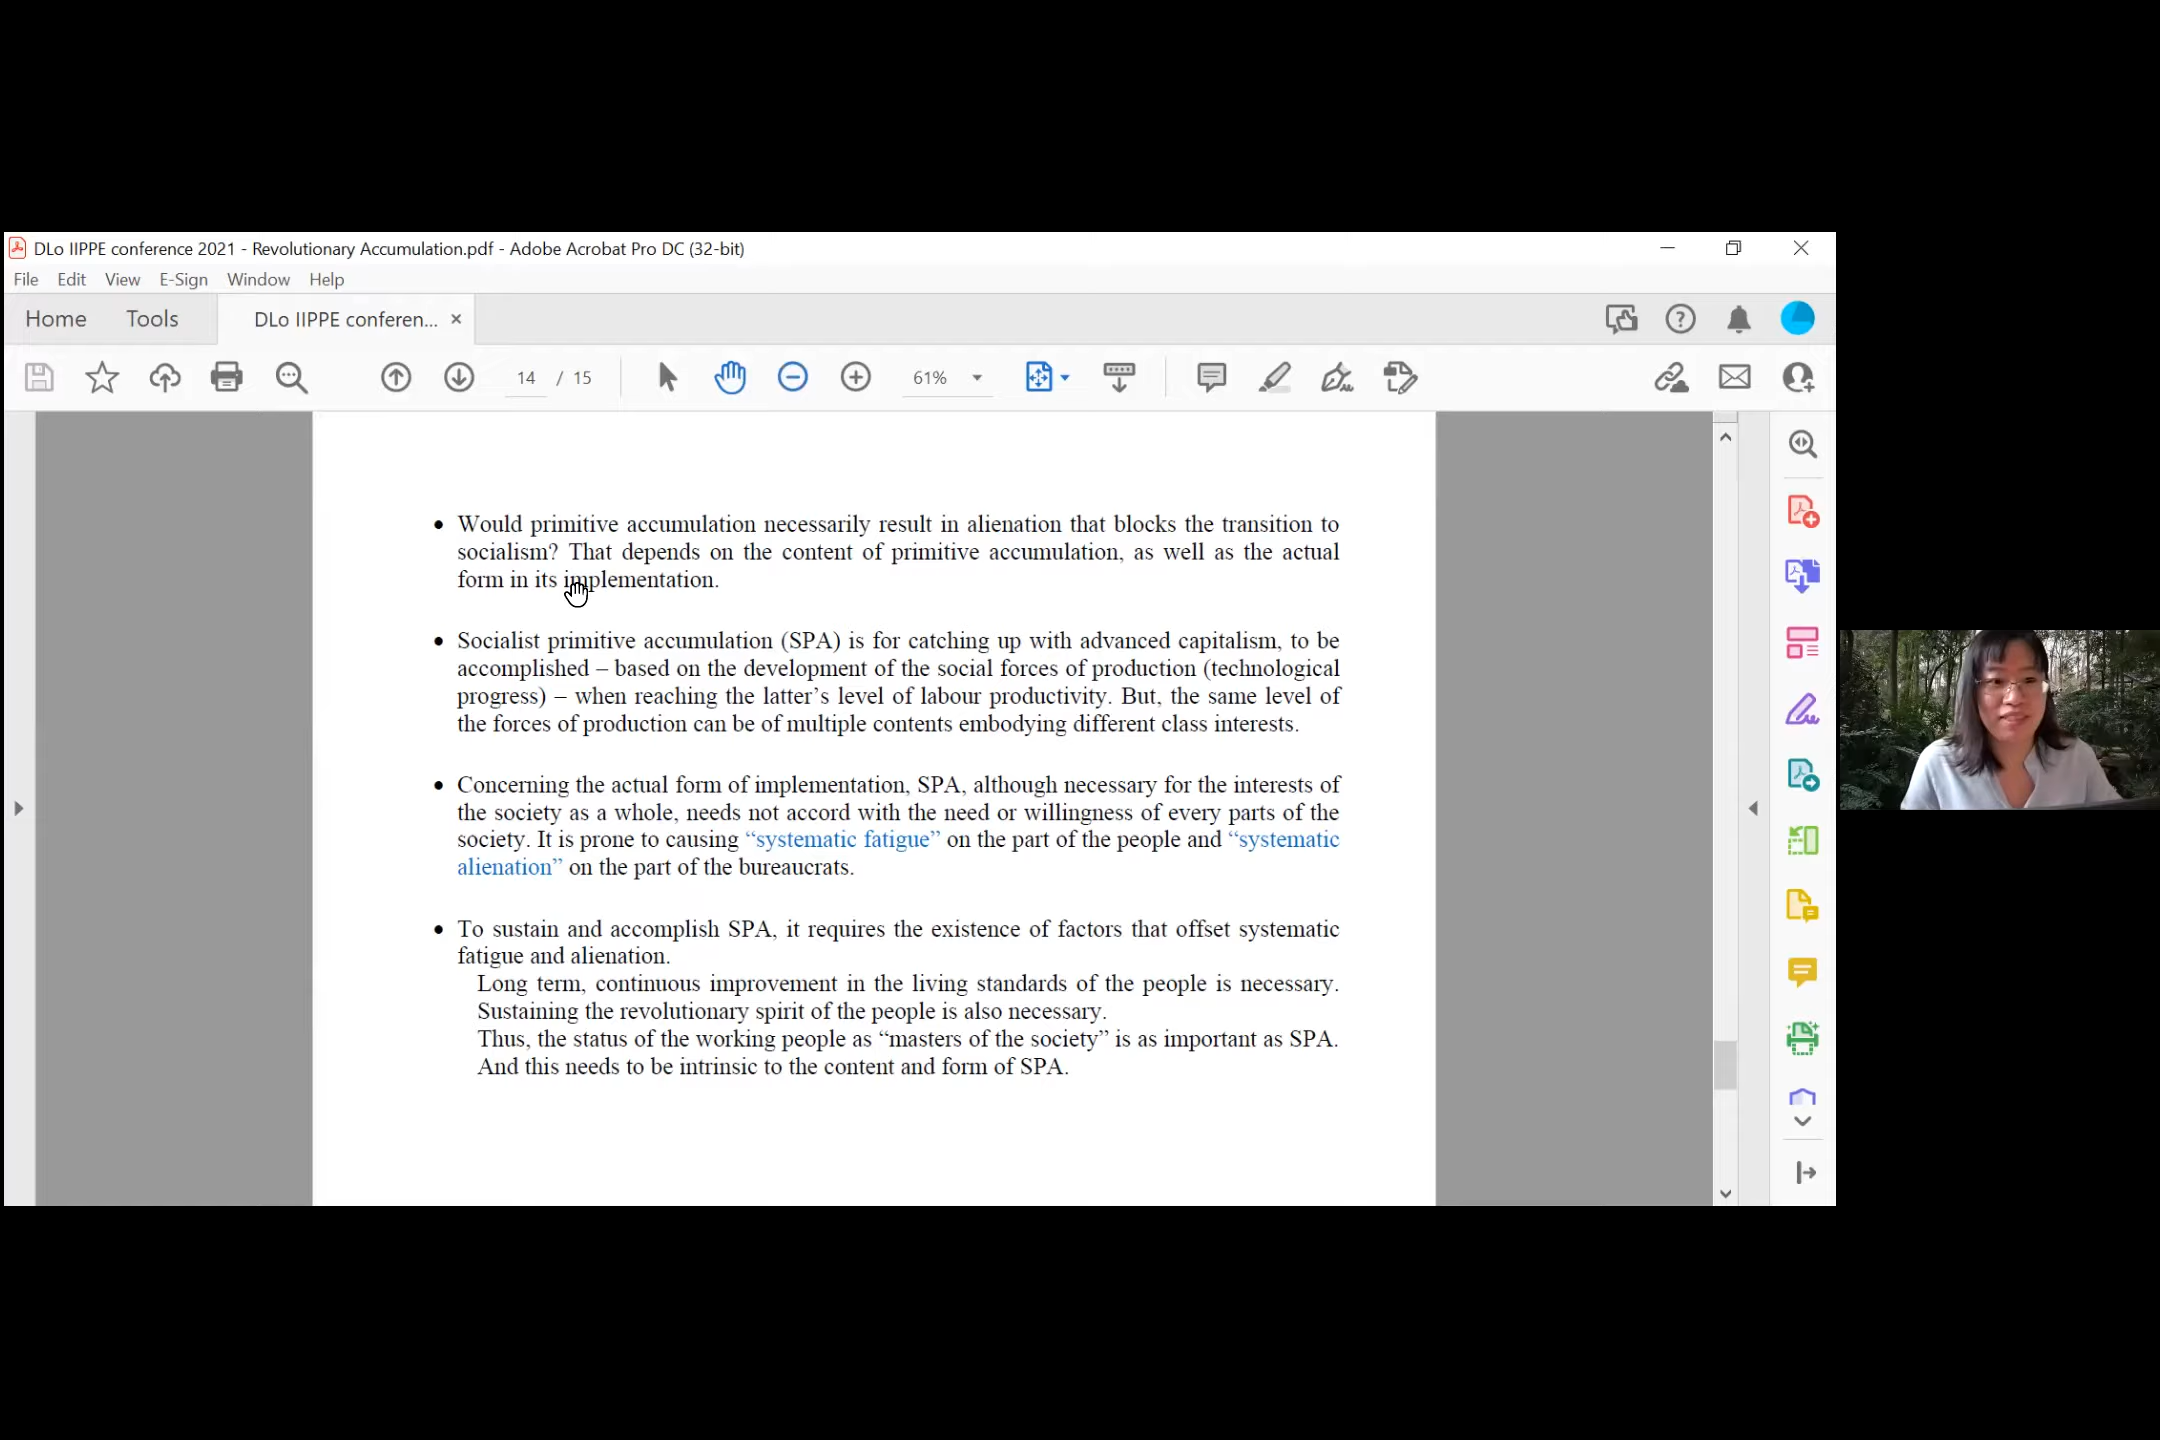 DLo IIPPE conference 2021 - Revolutionary Accumulation.pdf - Adobe Acrobat Pro DC (32-bit)
File Edit View E-Sign Window Help
Home Tools DLo IIPPE conferen... ×
14 / 15 61%
• Would primitive accumulation necessarily result in alienation that blocks the transition to
socialism? That depends on the content of primitive accumulation, as well as the actual
form in its implementation.
• Socialist primitive accumulation (SPA) is for catching up with advanced capitalism, to be
accomplished – based on the development of the social forces of production (technological
progress) – when reaching the latter’s level of labour productivity. But, the same level of
the forces of production can be of multiple contents embodying different class interests.
• Concerning the actual form of implementation, SPA, although necessary for the interests of
the society as a whole, needs not accord with the need or willingness of every parts of the
society. It is prone to causing “systematic fatigue” on the part of the people and “systematic
alienation” on the part of the bureaucrats.
• To sustain and accomplish SPA, it requires the existence of factors that offset systematic
fatigue and alienation.
Long term, continuous improvement in the living standards of the people is necessary.
Sustaining the revolutionary spirit of the people is also necessary.
Thus, the status of the working people as “masters of the society” is as important as SPA.
And this needs to be intrinsic to the content and form of SPA.